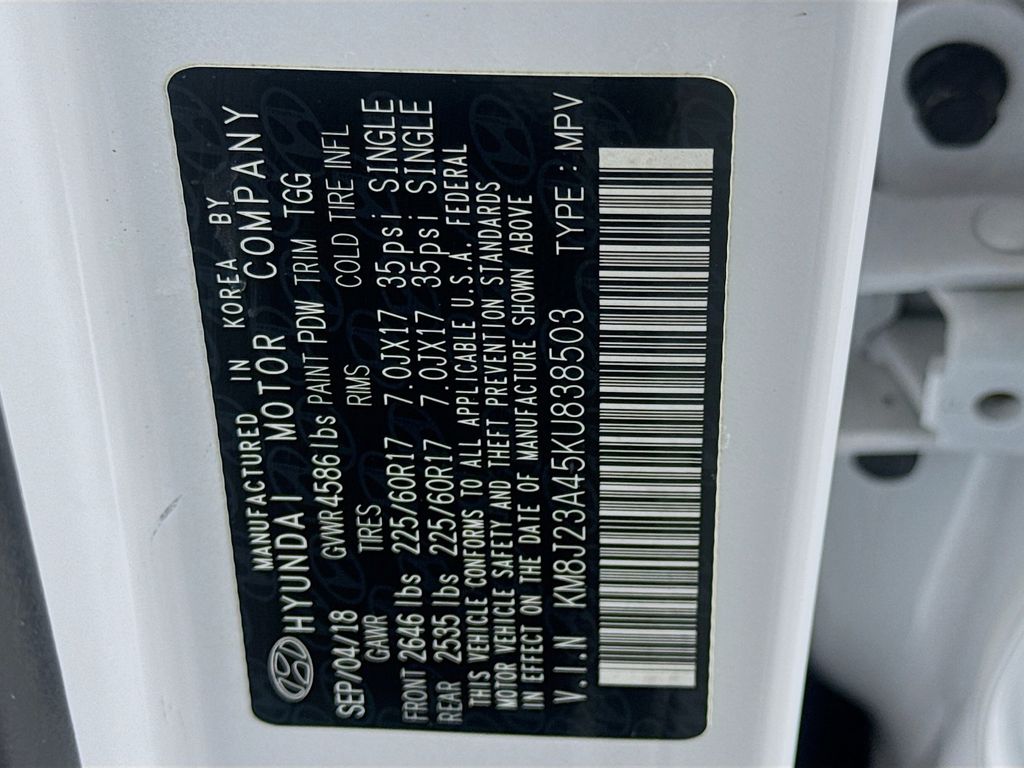 MANUFACTURED IN KOREA BY
HYUNDAI MOTOR COMPANY
SEP/04/18 GVWR 4586 lbs PAINT PDW TRIM TGG
GAWR TIRES RIMS COLD TIRE INFL
FRONT 2646 lbs 225/60R17 7.0JX17 35psi SINGLE
REAR 2535 lbs 225/60R17 7.0JX17 35psi SINGLE
THIS VEHICLE CONFORMS TO ALL APPLICABLE U.S.A. FEDERAL
MOTOR VEHICLE SAFETY AND THEFT PREVENTION STANDARDS
IN EFFECT ON THE DATE OF MANUFACTURE SHOWN ABOVE
V.I.N KM8J23A45KU838503 TYPE : MPV